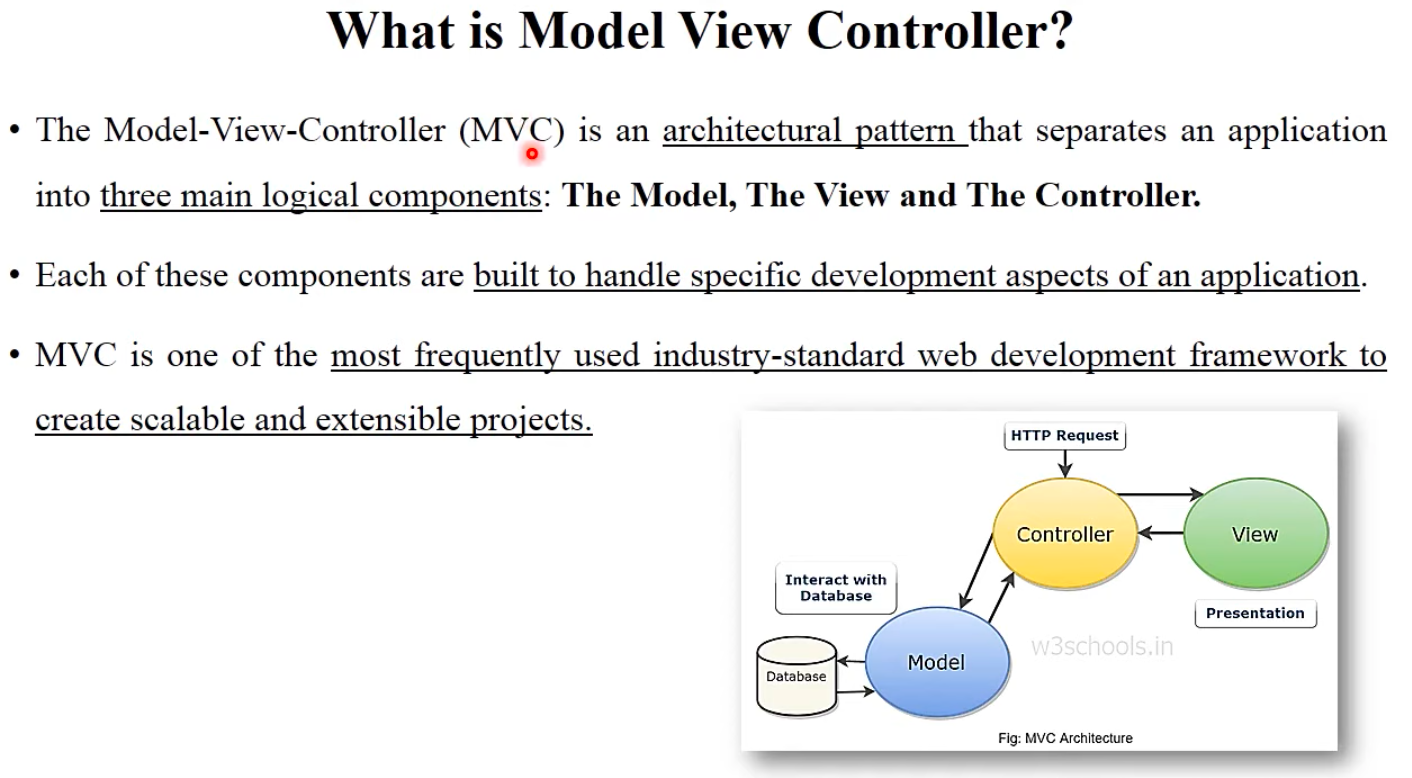 What is Model View Controller?
• The Model-View-Controller (MVC) is an architectural pattern that separates an application
into three main logical components: The Model, The View and The Controller.
• Each of these components are built to handle specific development aspects of an application.
• MVC is one of the most frequently used industry-standard web development framework to
create scalable and extensible projects.
HTTP Request
Controller
View
Interact with
Database
Presentation
w3schools.in
Model
Database
Fig: MVC Architecture